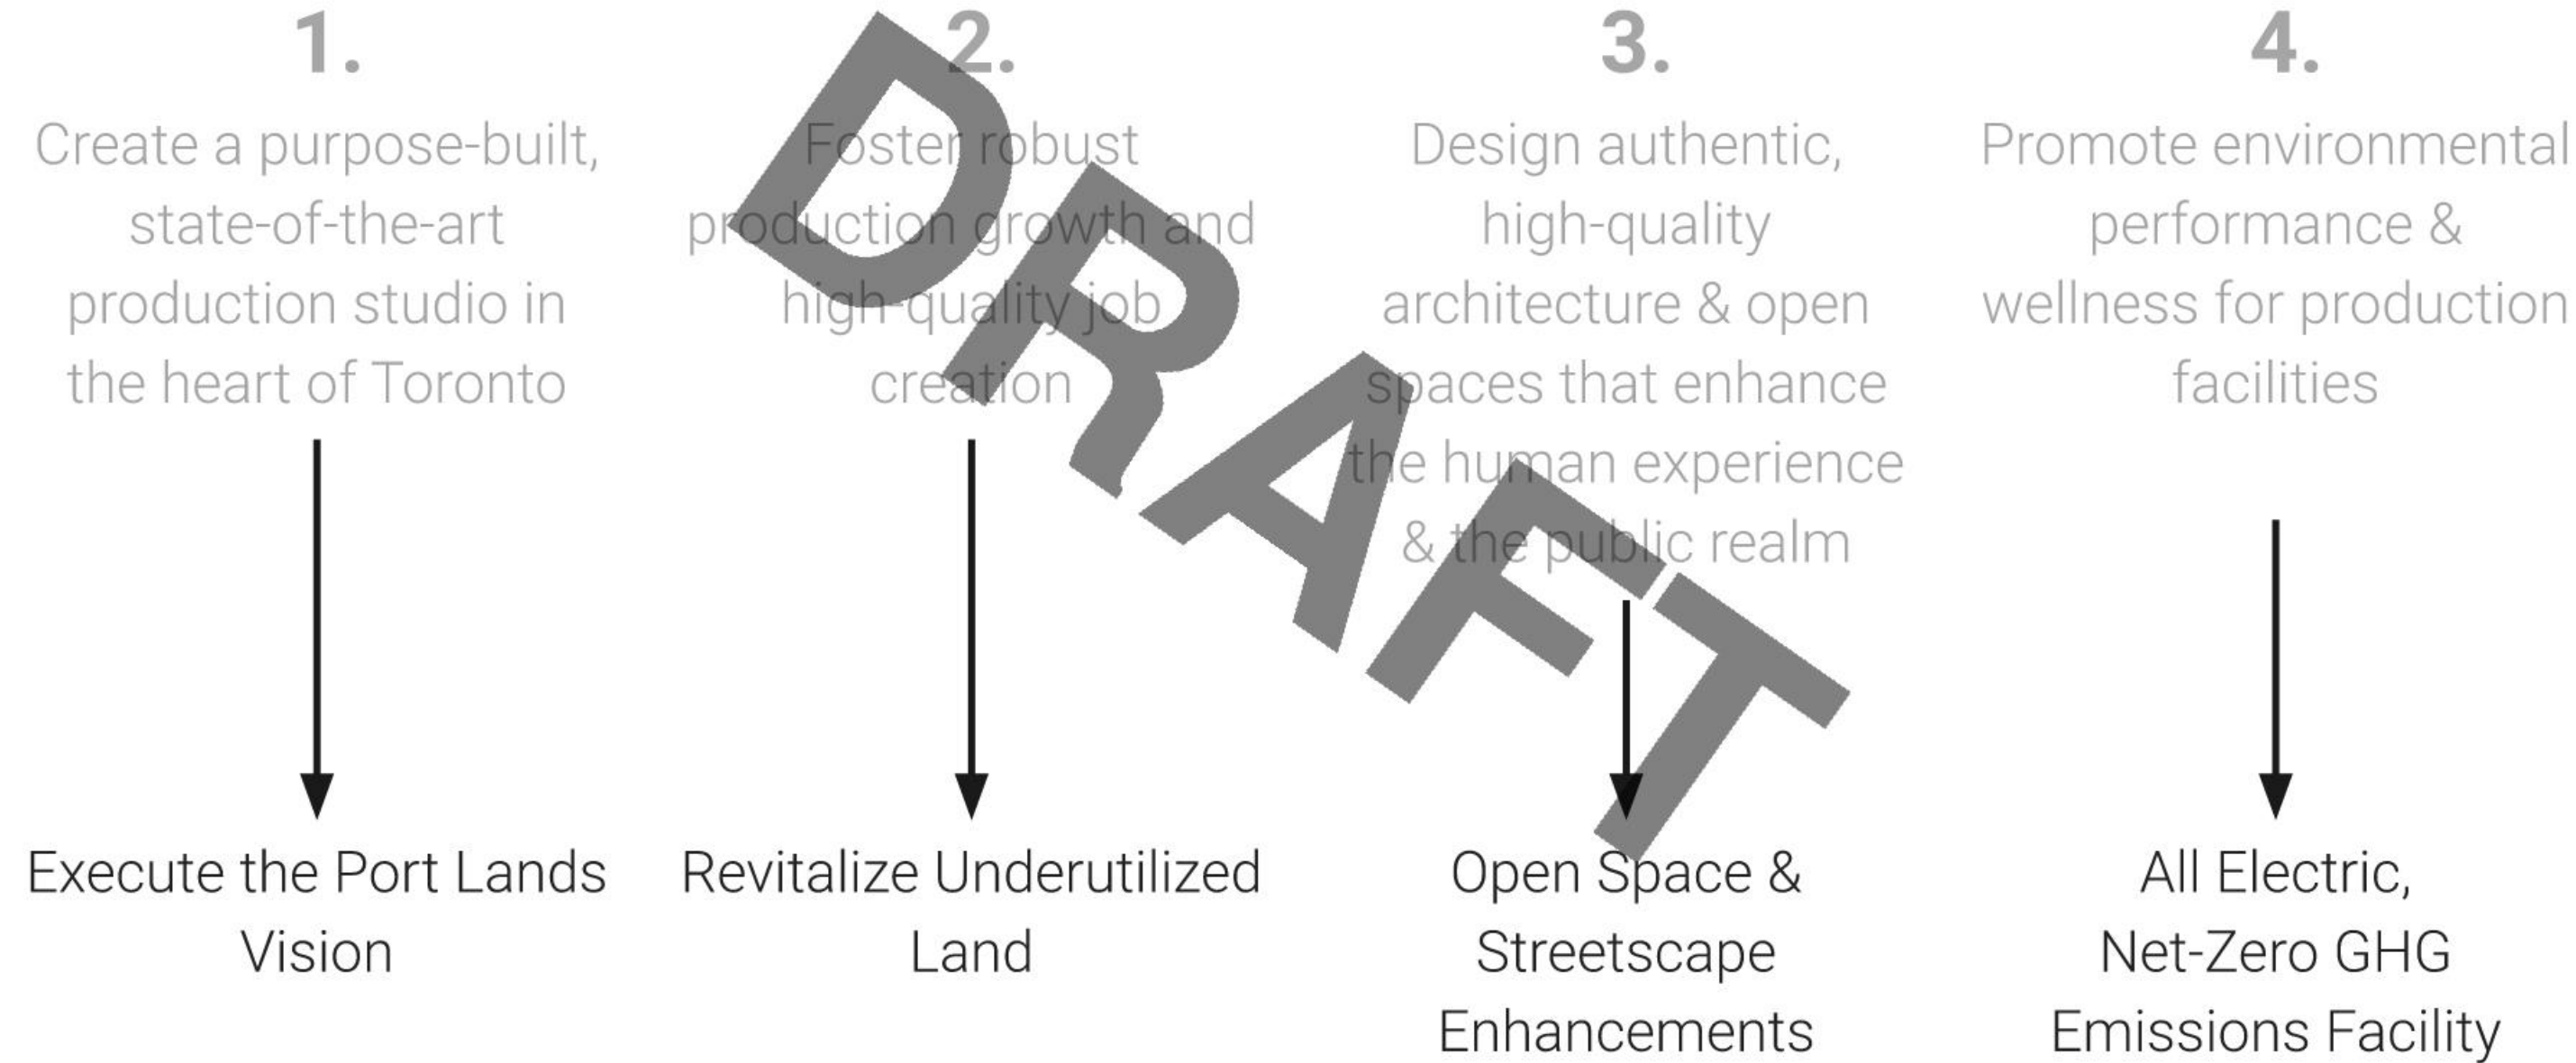 1.
Create a purpose-built,
state-of-the-art
production studio in
the heart of Toronto
Execute the Port Lands
Vision
2.
Foster robust
production growth and
high-quality job
creation
Revitalize Underutilized
Land
3.
Design authentic,
high-quality
architecture & open
spaces that enhance
the human experience
& the public realm
Open Space &
Streetscape
Enhancements
4.
Promote environmental
performance &
wellness for production
facilities
All Electric,
Net-Zero GHG
Emissions Facility
DRAFT